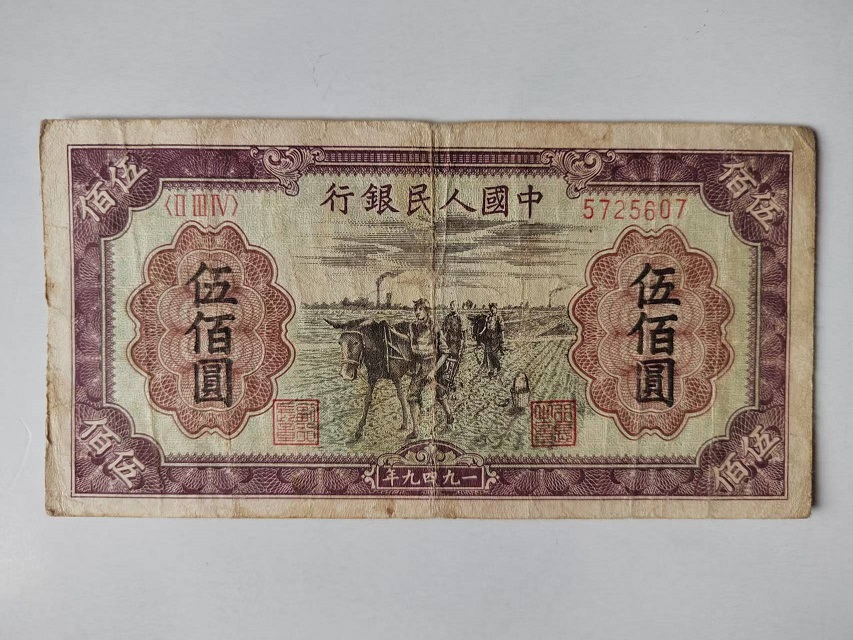 伍佰
伍佰
〈Ⅱ Ⅲ Ⅳ〉
中國人民銀行
5725607
伍佰圓
伍佰圓
伍佰
一九四九年
伍佰